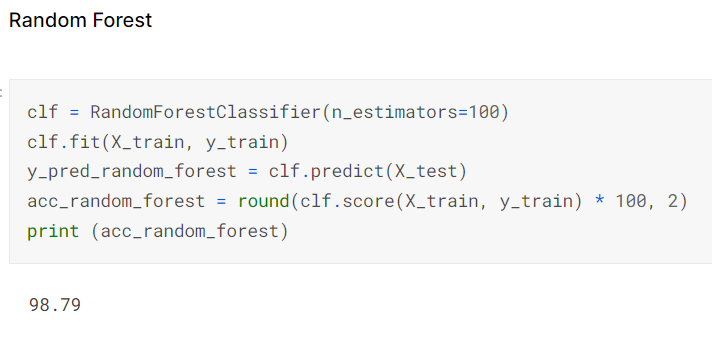 Random Forest
:
clf = RandomForestClassifier(n_estimators=100)
clf.fit(X_train, y_train)
y_pred_random_forest = clf.predict(X_test)
acc_random_forest = round(clf.score(X_train, y_train) * 100, 2)
print (acc_random_forest)
98.79